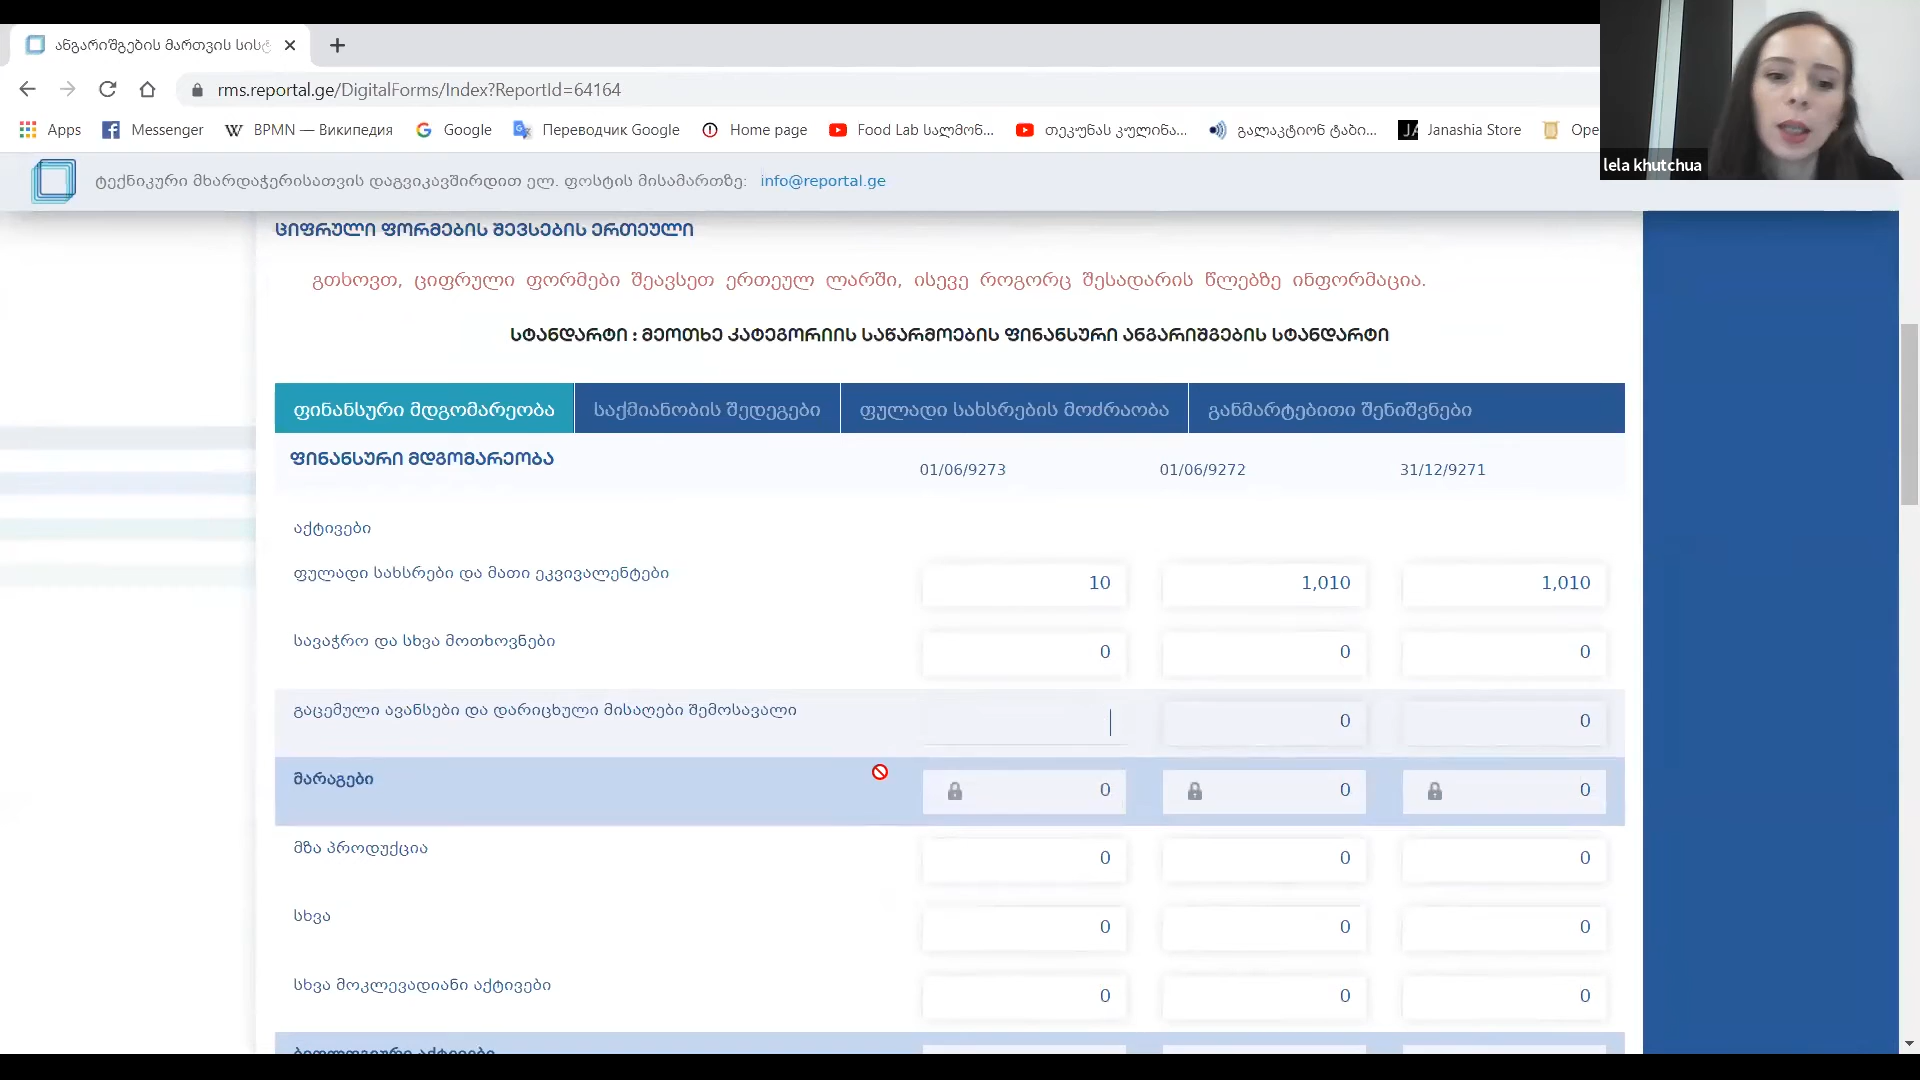 ანგარიშგების მართვის სისტ
rms.reportal.ge/DigitalForms/Index?ReportId=64164
Apps Messenger W BPMN — Википедия Google Переводчик Google Home page Food Lab სალმონ... თეკუნას კულინა... გალაკტიონ ტაბი... JA Janashia Store Ope
lela khutchua
ტექნიკური მხარდაჭერისათვის დაგვიკავშირდით ელ. ფოსტის მისამართზე: info@reportal.ge
ციფრული ფორმების შევსების ერთეული
გთხოვთ, ციფრული ფორმები შეავსეთ ერთეულ ლარში, ისევე როგორც შესადარის წლებზე ინფორმაცია.
სტანდარტი : მეოთხე კატეგორიის საწარმოების ფინანსური ანგარიშგების სტანდარტი
ფინანსური მდგომარეობა საქმიანობის შედეგები ფულადი სახსრების მოძრაობა განმარტებითი შენიშვნები
ფინანსური მდგომარეობა 01/06/9273 01/06/9272 31/12/9271
აქტივები
ფულადი სახსრები და მათი ეკვივალენტები 10 1,010 1,010
სავაჭრო და სხვა მოთხოვნები 0 0 0
გაცემული ავანსები და დარიცხული მისაღები შემოსავალი 0 0
მარაგები 0 0 0
მზა პროდუქცია 0 0 0
სხვა 0 0 0
სხვა მოკლევადიანი აქტივები 0 0 0
ბიოლოგიური აქტივები